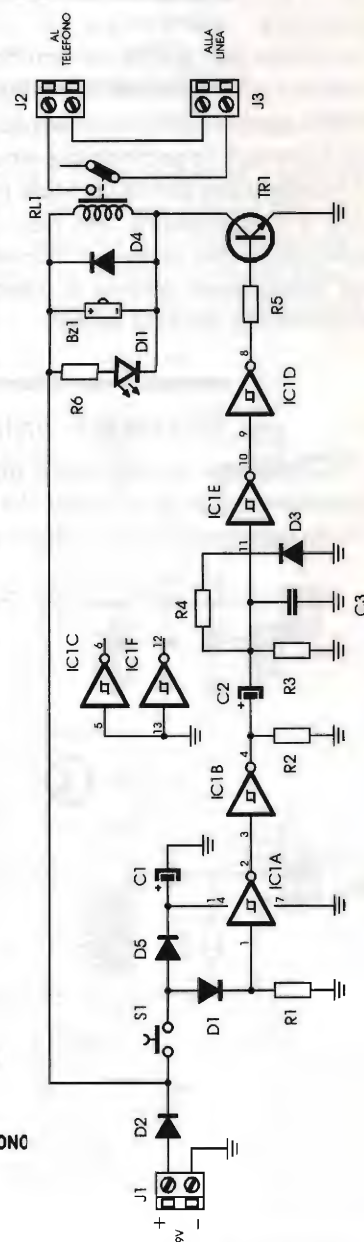 ONO
AL
TELEFONO
J2
ALLA
LINEA
J3
RL1
D4
Bz1
R6
Dl1
TR1
R5
8
IC1D
9
10
IC1E
11
D3
R4
C3
IC1C
5
6
IC1F
13
12
C2
R3
IC1B
4
3
R2
C1
IC1A
2
1
14
7
D5
S1
D1
R1
D2
J1
+
9V
-